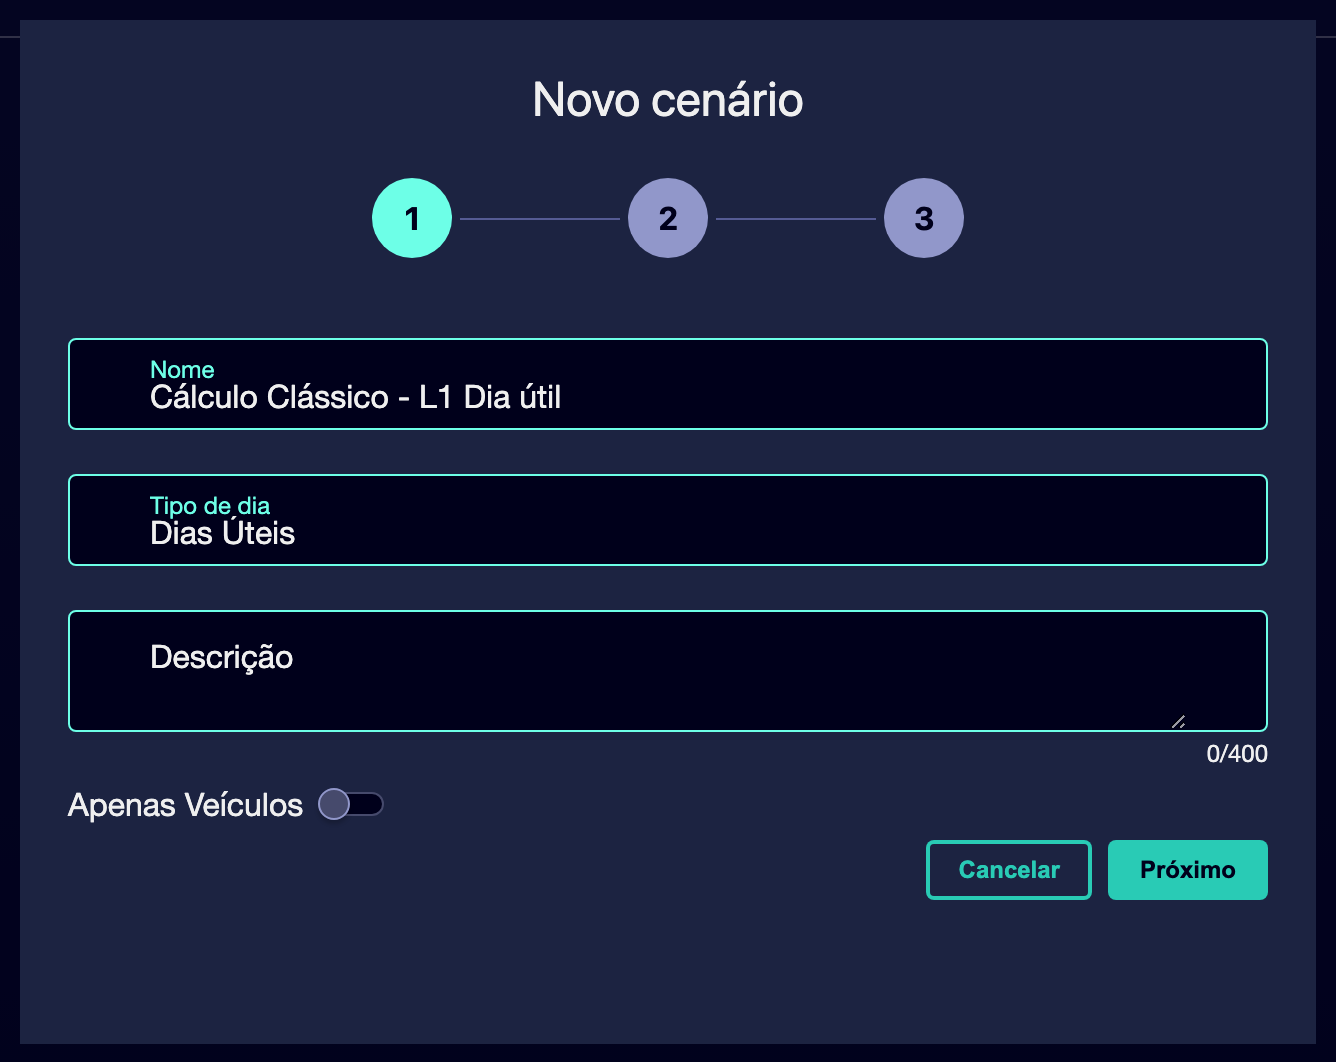 Novo cenário
1 2 3
Nome
Cálculo Clássico - L1 Dia útil
Tipo de dia
Dias Úteis
Descrição
0/400
Apenas Veículos
Cancelar Próximo